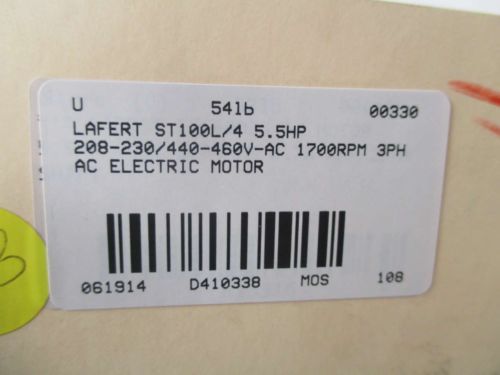 U 54lb 00330
LAFERT ST100L/4 5.5HP
208-230/440-460V-AC 1700RPM 3PH
AC ELECTRIC MOTOR
061914 D410338 MOS 108